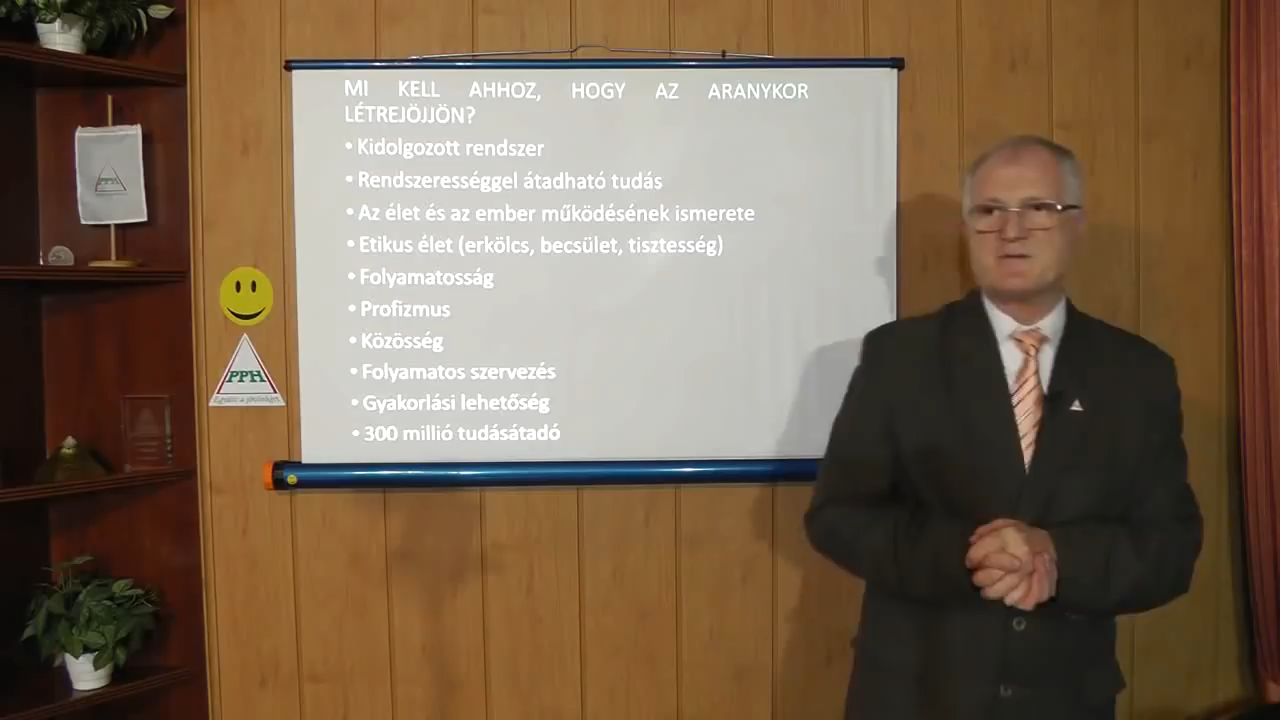 MI KELL AHHOZ, HOGY AZ ARANYKOR
LÉTREJÖJJÖN?
• Kidolgozott rendszer
• Rendszerességgel átadható tudás
• Az élet és az ember működésének ismerete
• Etikus élet (erkölcs, becsület, tisztesség)
• Folyamatosság
• Profizmus
• Közösség
• Folyamatos szervezés
• Gyakorlási lehetőség
• 300 millió tudásátadó
PPH
PPH